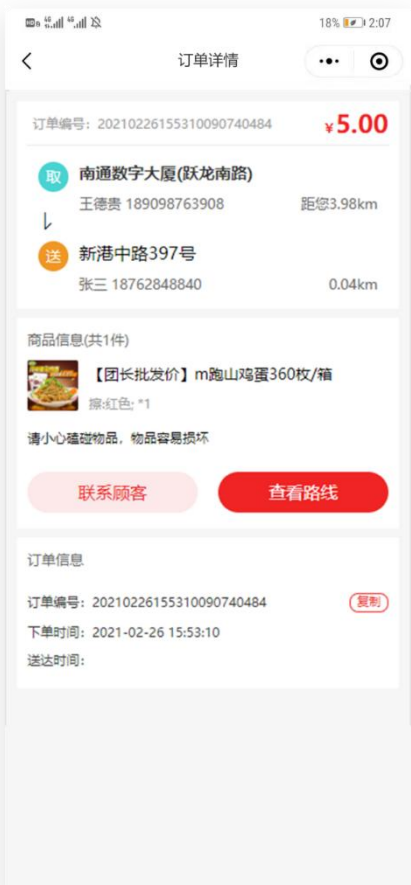 18% 2:07
订单详情
订单编号：20210226155310090740484 ¥5.00
取 南通数字大厦(跃龙南路)
王德贵 189098763908 距您3.98km
送 新港中路397号
张三 18762848840 0.04km
商品信息(共1件)
【团长批发价】m跑山鸡蛋360枚/箱
擦:红色; *1
请小心磕碰物品，物品容易损坏
联系顾客 查看路线
订单信息
订单编号：20210226155310090740484 复制
下单时间：2021-02-26 15:53:10
送达时间：